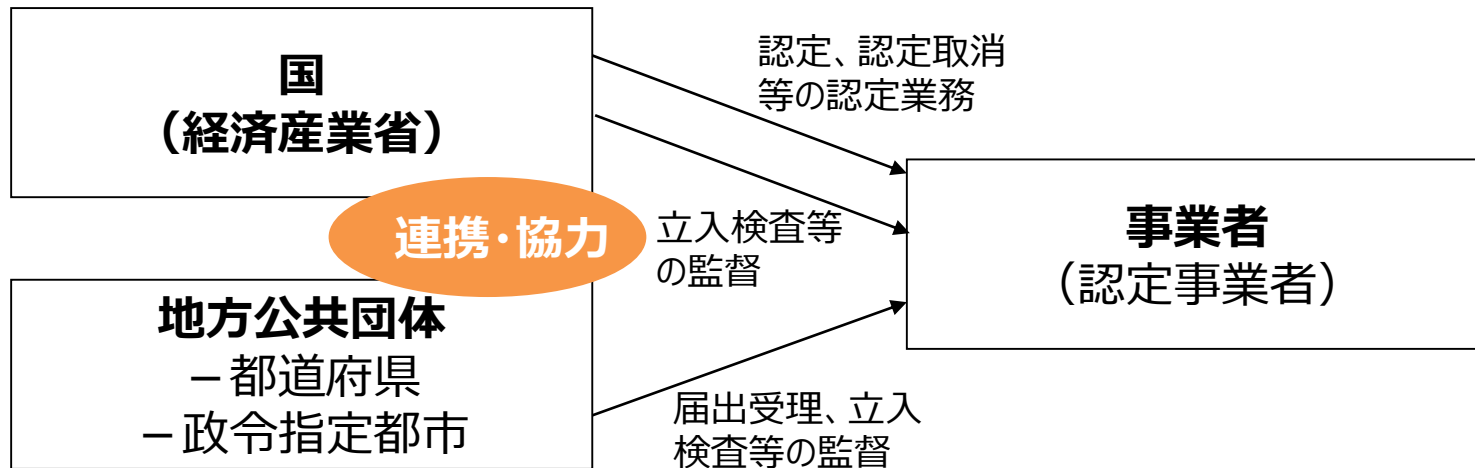 国
（経済産業省）
認定、認定取消
等の認定業務
連携・協力
立入検査等
の監督
事業者
（認定事業者）
地方公共団体
－都道府県
－政令指定都市
届出受理、立入
検査等の監督